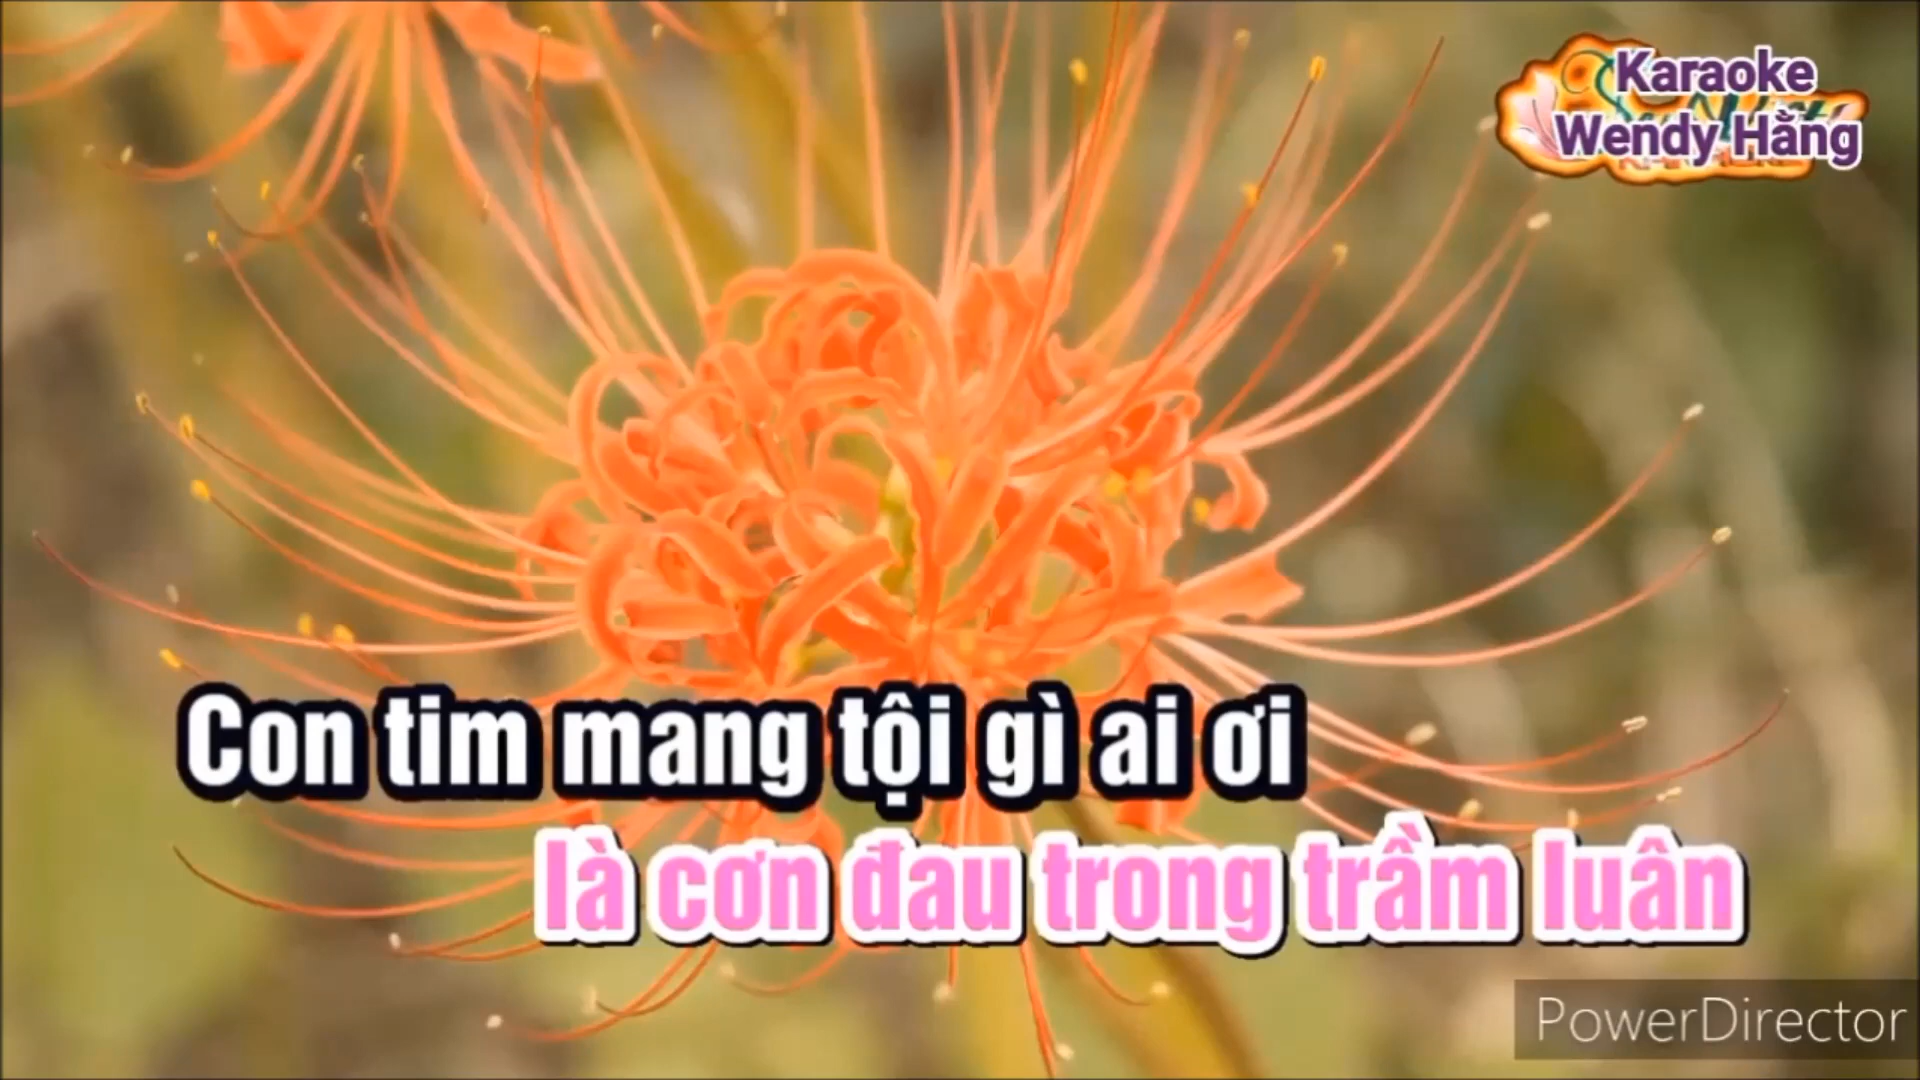 Karaoke
Wendy Hằng
Con tim mang tội gì ai ơi
là cơn đau trong trầm luân
PowerDirector